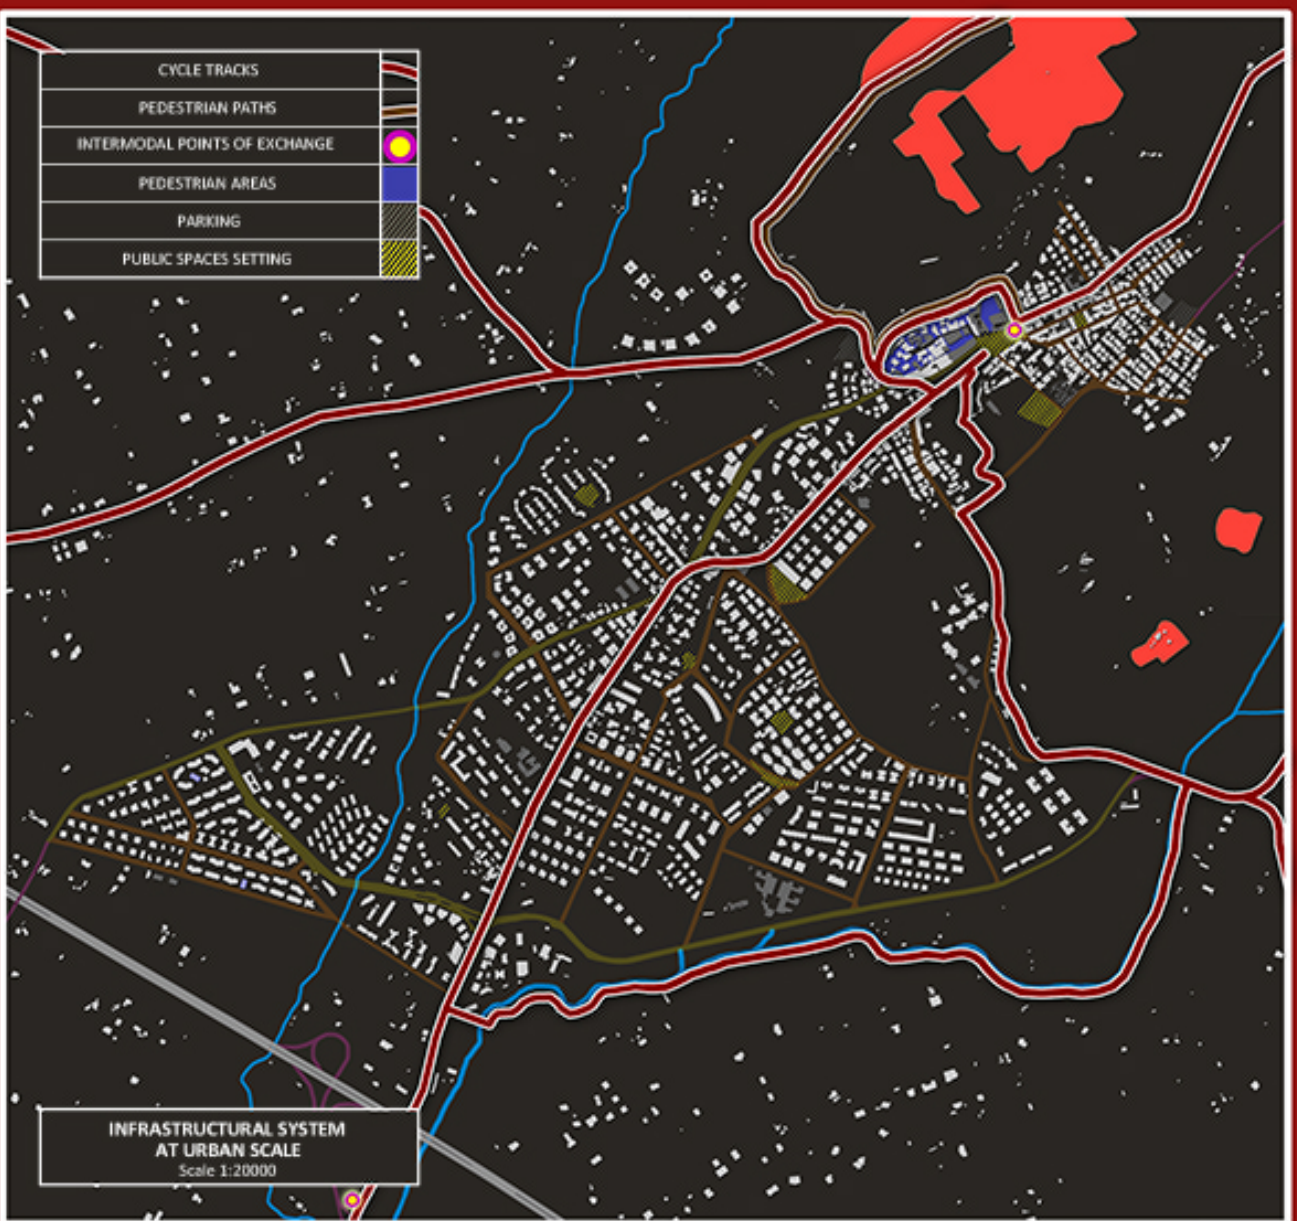 CYCLE TRACKS
PEDESTRIAN PATHS
INTERMODAL POINTS OF EXCHANGE
PEDESTRIAN AREAS
PARKING
PUBLIC SPACES SETTING
INFRASTRUCTURAL SYSTEM
AT URBAN SCALE
Scale 1:20000